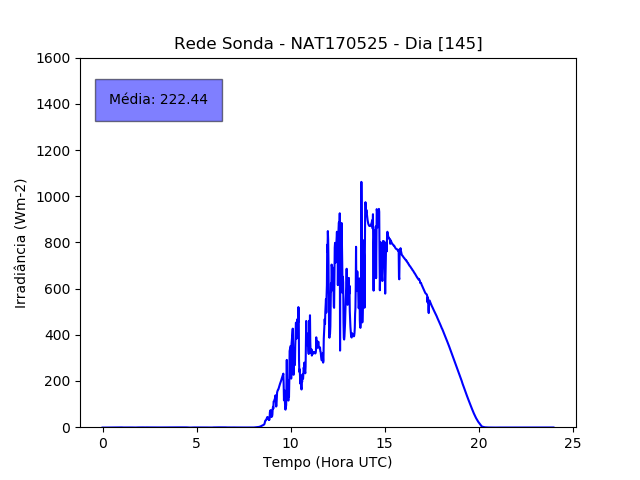 Rede Sonda - NAT170525 - Dia [145]
Média: 222.44
1600
1400
1200
1000
800
600
400
200
0
Irradiância (Wm-2)
0 5 10 15 20 25
Tempo (Hora UTC)